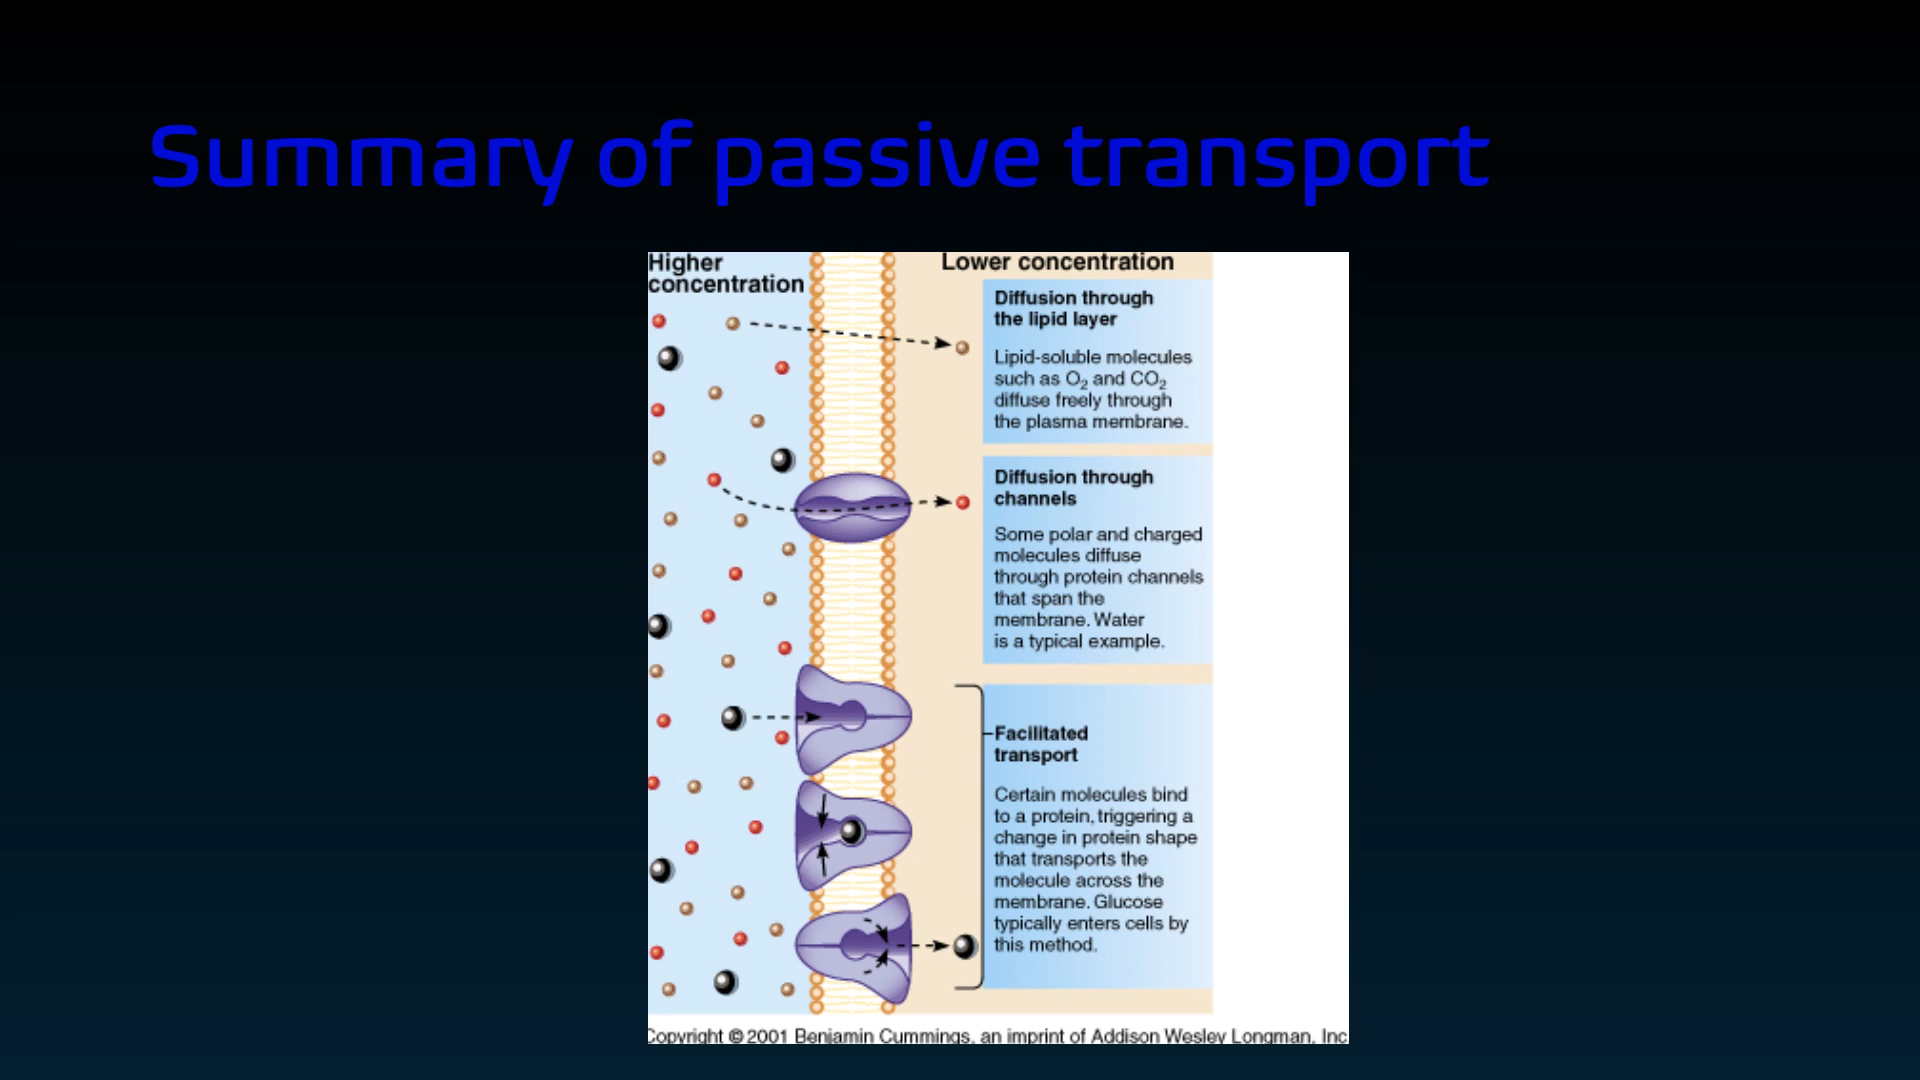 Summary of passive transport
Higher
concentration
Lower concentration
Diffusion through
the lipid layer
Lipid-soluble molecules
such as O₂ and CO₂
diffuse freely through
the plasma membrane.
Diffusion through
channels
Some polar and charged
molecules diffuse
through protein channels
that span the
membrane. Water
is a typical example.
Facilitated
transport
Certain molecules bind
to a protein, triggering a
change in protein shape
that transports the
molecule across the
membrane. Glucose
typically enters cells by
this method.
Copyright © 2001 Benjamin Cummings, an imprint of Addison Wesley Longman, Inc